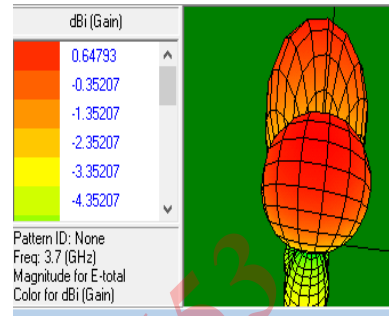 dBi (Gain)
0.64793
-0.35207
-1.35207
-2.35207
-3.35207
-4.35207
Pattern ID: None
Freq: 3.7 (GHz)
Magnitude for E-total
Color for dBi (Gain)
53